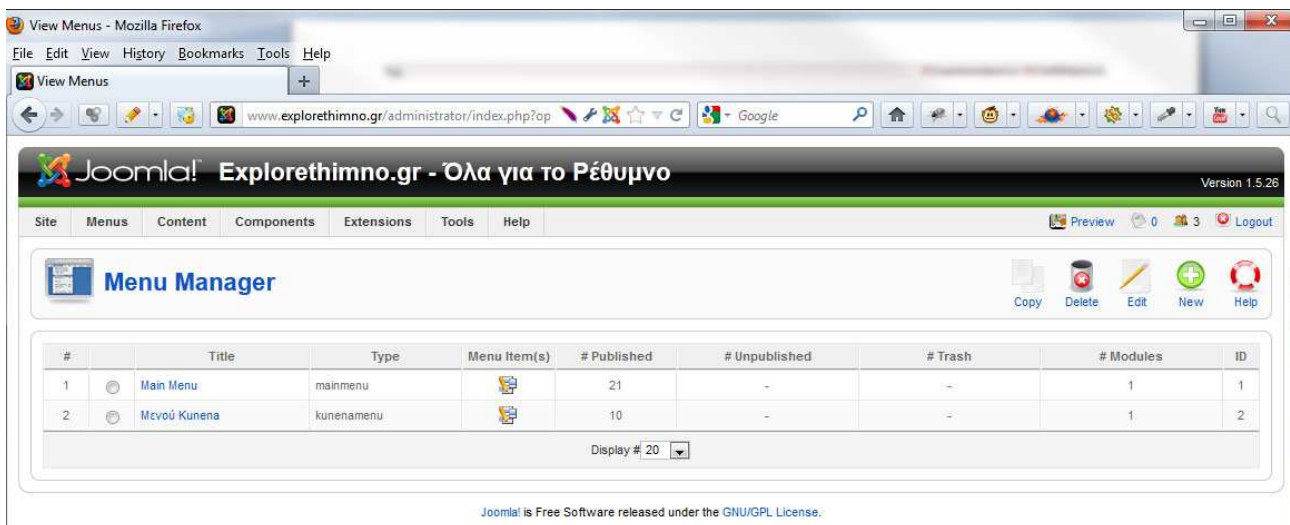 View Menus - Mozilla Firefox
File Edit View History Bookmarks Tools Help
View Menus +
www.explorethimno.gr/administrator/index.php?op Google
Joomla! Explorethimno.gr - Όλα για το Ρέθυμνο
Version 1.5.26
Site Menus Content Components Extensions Tools Help Preview 0 3 Logout
Menu Manager
Copy Delete Edit New Help
# Title Type Menu Item(s) # Published # Unpublished # Trash # Modules ID
1 Main Menu mainmenu 21 - - 1 1
2 Μενού Kunena kunenamenu 10 - - 1 2
Display # 20
Joomla! is Free Software released under the GNU/GPL License.